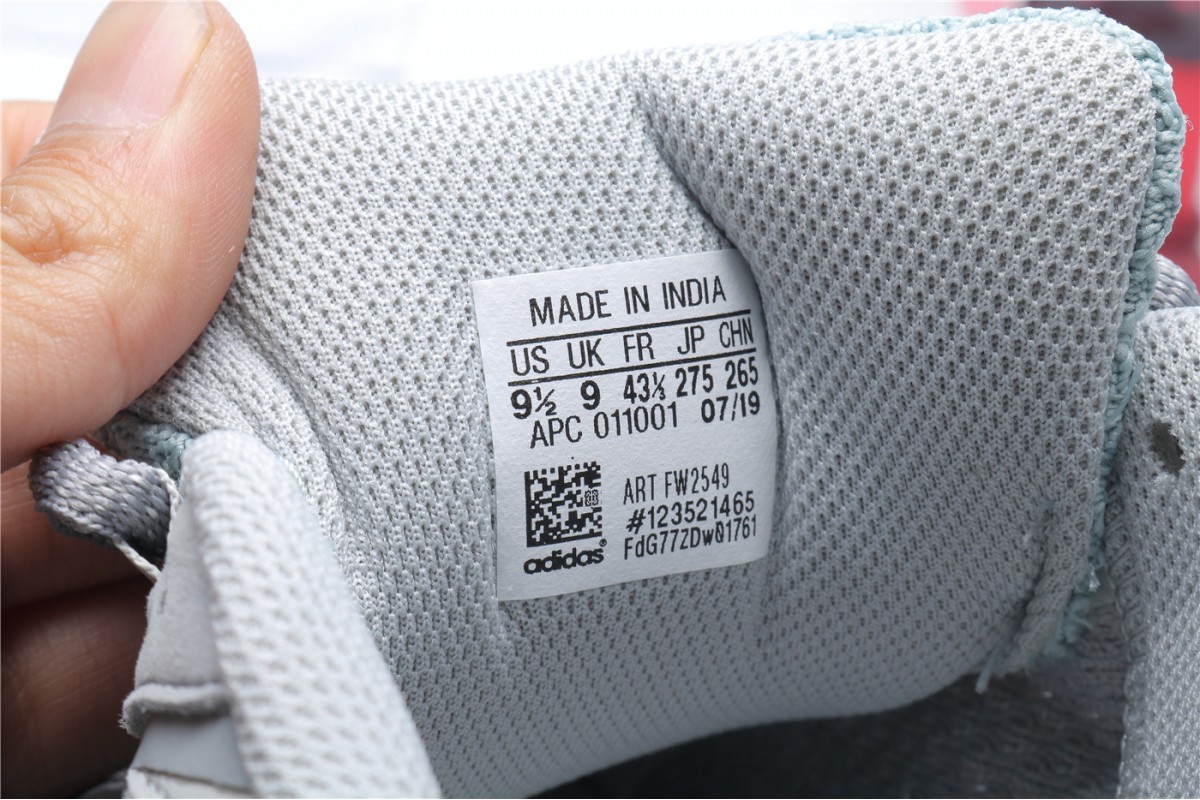 MADE IN INDIA
US UK FR JP CHN
9½ 9 43⅓ 275 265
APC 011001 07/19
ART FW2549
#123521465
FdG77ZDw01761
adidas®